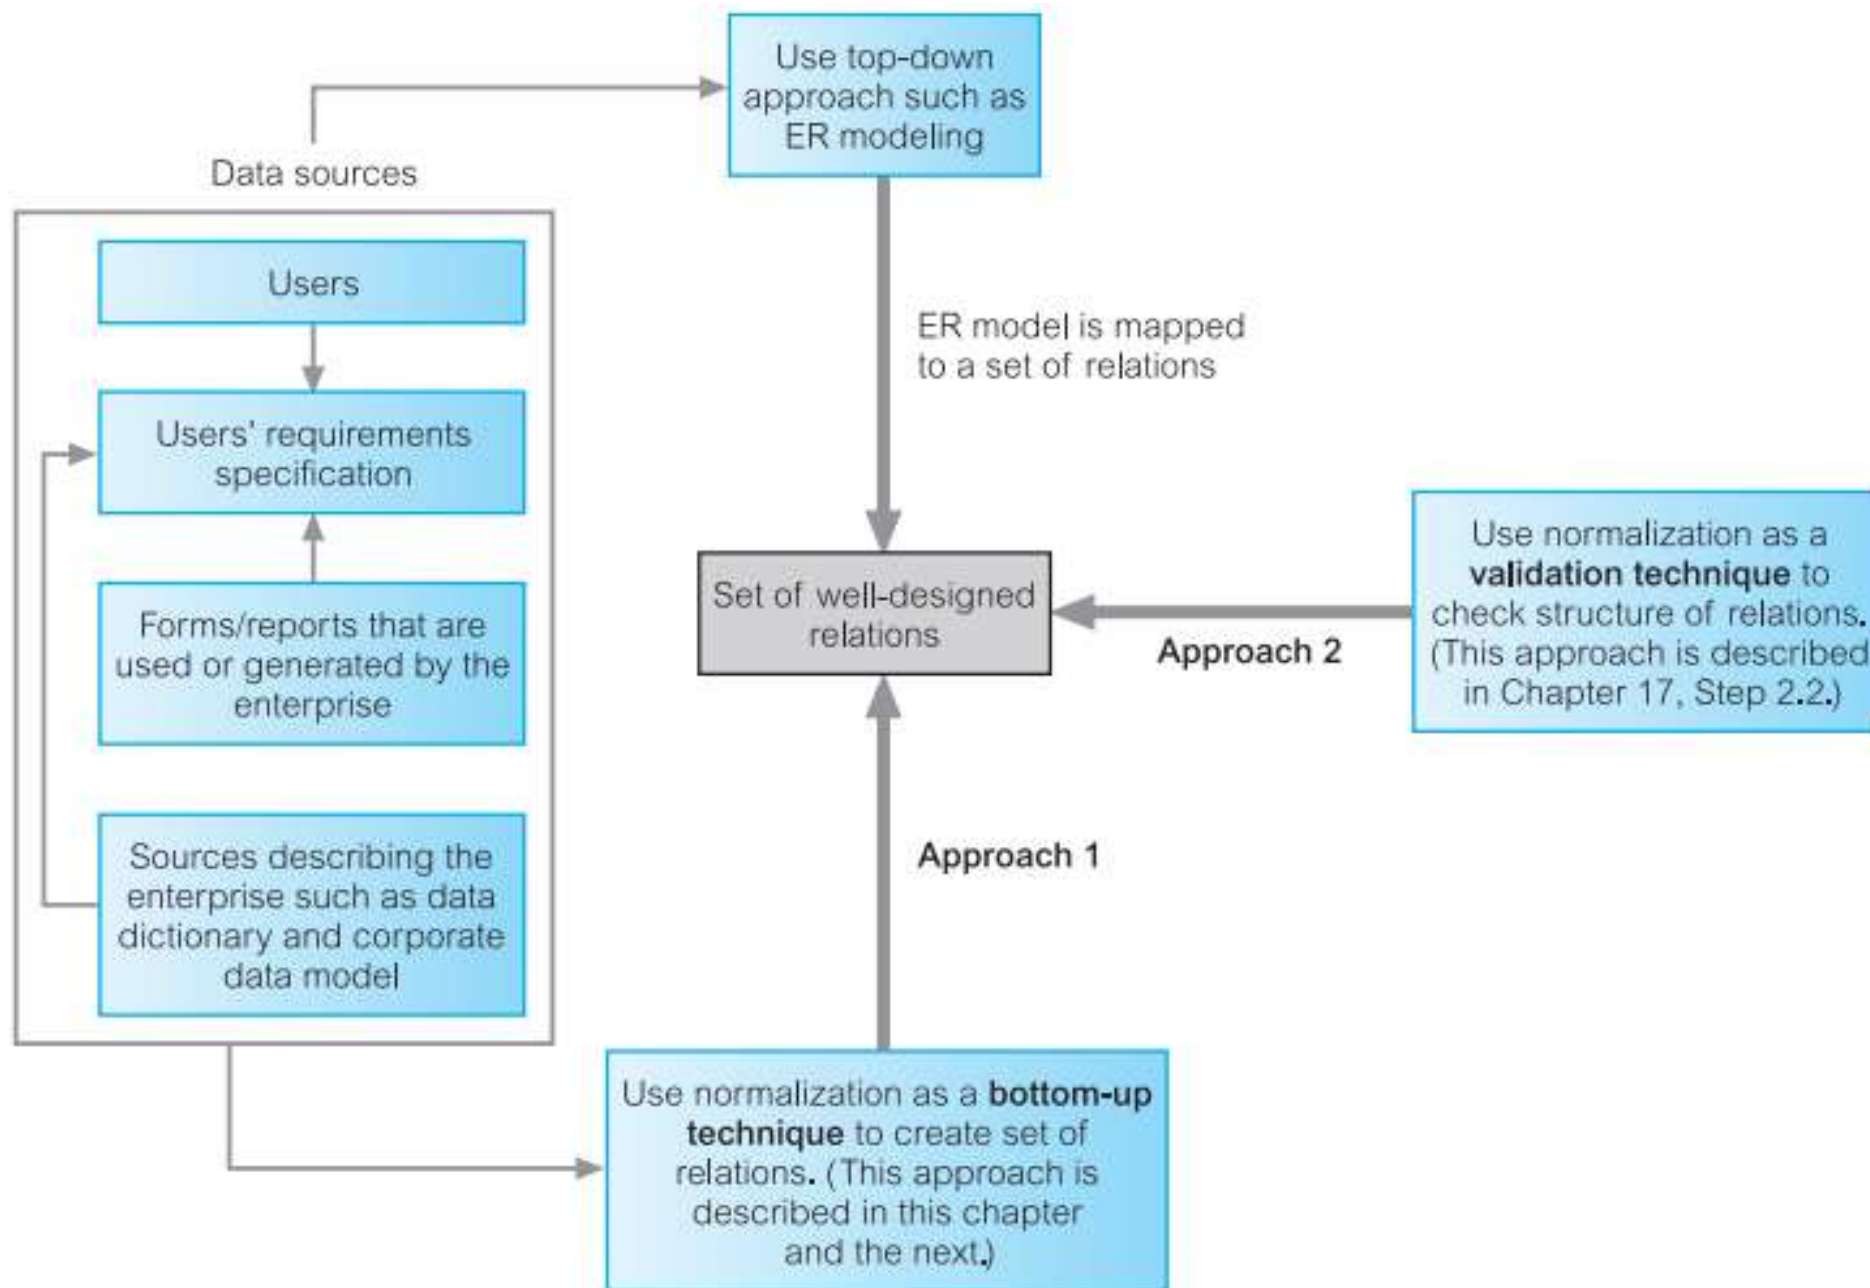 Use top-down
approach such as
ER modeling
Data sources
Users
Users' requirements
specification
Forms/reports that are
used or generated by the
enterprise
Sources describing the
enterprise such as data
dictionary and corporate
data model
ER model is mapped
to a set of relations
Set of well-designed
relations
Approach 2
Use normalization as a
validation technique to
check structure of relations.
(This approach is described
in Chapter 17, Step 2.2.)
Approach 1
Use normalization as a bottom-up
technique to create set of
relations. (This approach is
described in this chapter
and the next.)